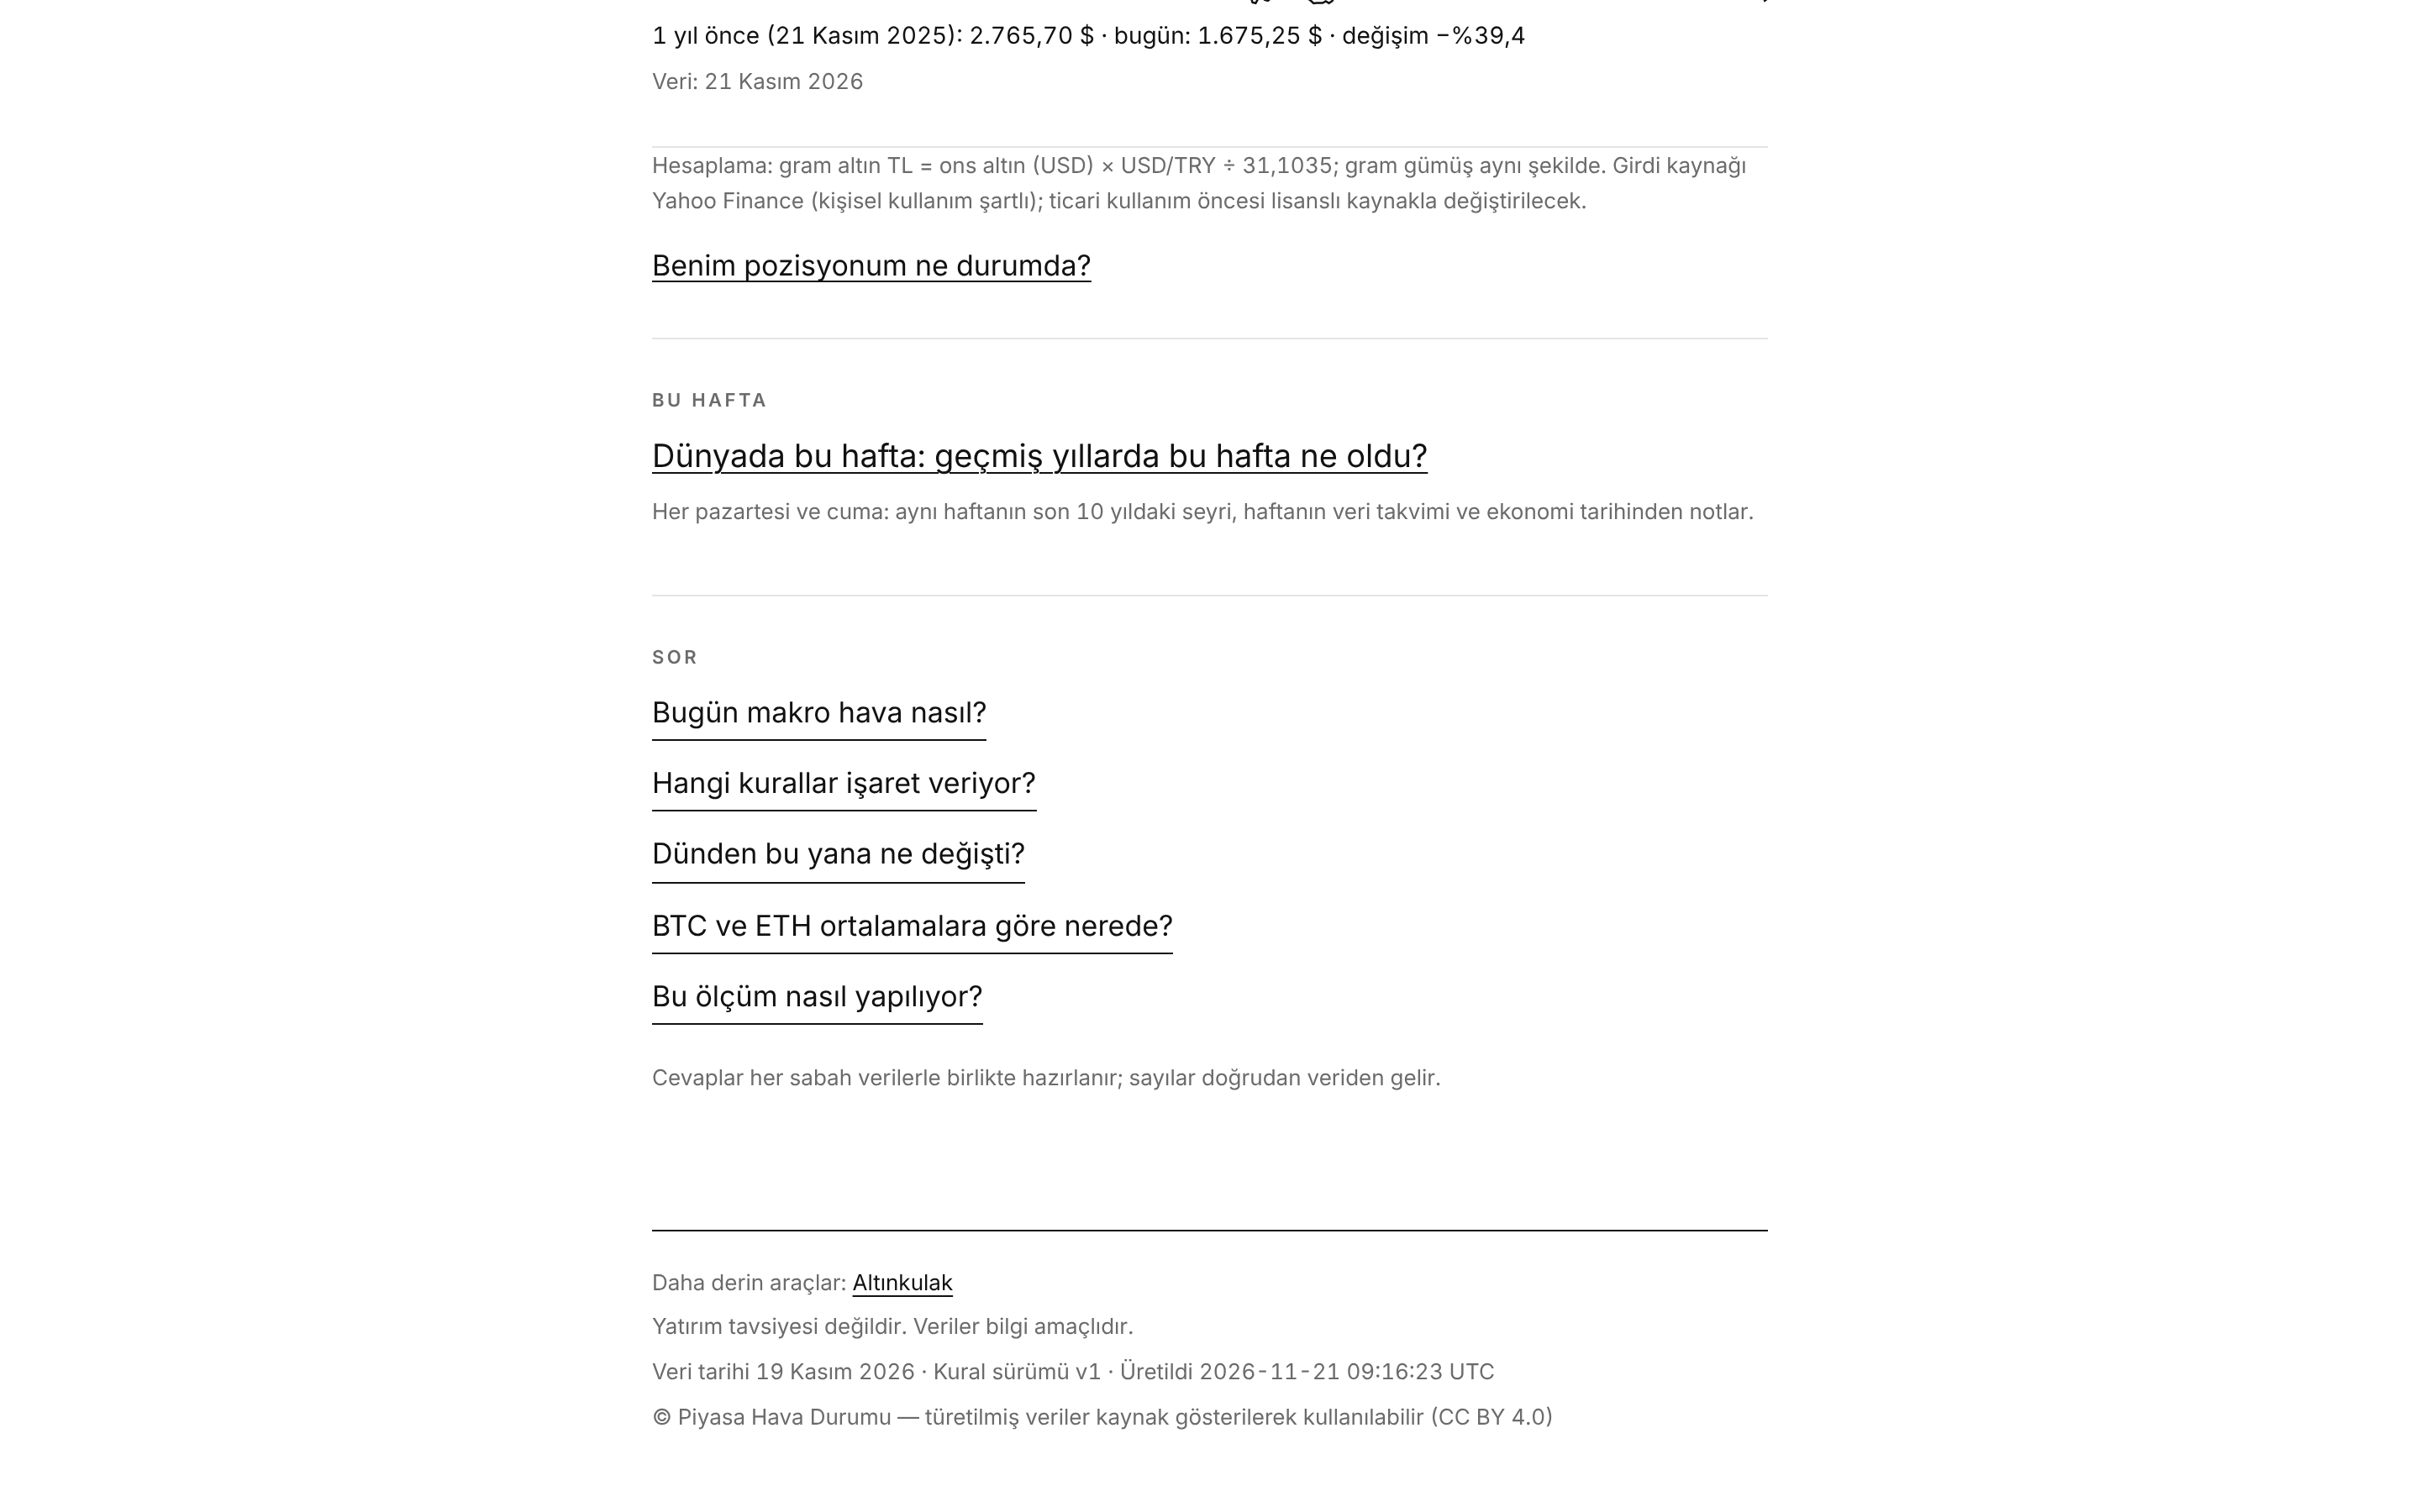 1 yıl önce (21 Kasım 2025): 2.765,70 $ · bugün: 1.675,25 $ · değişim −%39,4
Veri: 21 Kasım 2026
Hesaplama: gram altın TL = ons altın (USD) × USD/TRY ÷ 31,1035; gram gümüş aynı şekilde. Girdi kaynağı
Yahoo Finance (kişisel kullanım şartlı); ticari kullanım öncesi lisanslı kaynakla değiştirilecek.
Benim pozisyonum ne durumda?
BU HAFTA
Dünyada bu hafta: geçmiş yıllarda bu hafta ne oldu?
Her pazartesi ve cuma: aynı haftanın son 10 yıldaki seyri, haftanın veri takvimi ve ekonomi tarihinden notlar.
SOR
Bugün makro hava nasıl?
Hangi kurallar işaret veriyor?
Dünden bu yana ne değişti?
BTC ve ETH ortalamalara göre nerede?
Bu ölçüm nasıl yapılıyor?
Cevaplar her sabah verilerle birlikte hazırlanır; sayılar doğrudan veriden gelir.
Daha derin araçlar: Altınkulak
Yatırım tavsiyesi değildir. Veriler bilgi amaçlıdır.
Veri tarihi 19 Kasım 2026 · Kural sürümü v1 · Üretildi 2026-11-21 09:16:23 UTC
© Piyasa Hava Durumu — türetilmiş veriler kaynak gösterilerek kullanılabilir (CC BY 4.0)